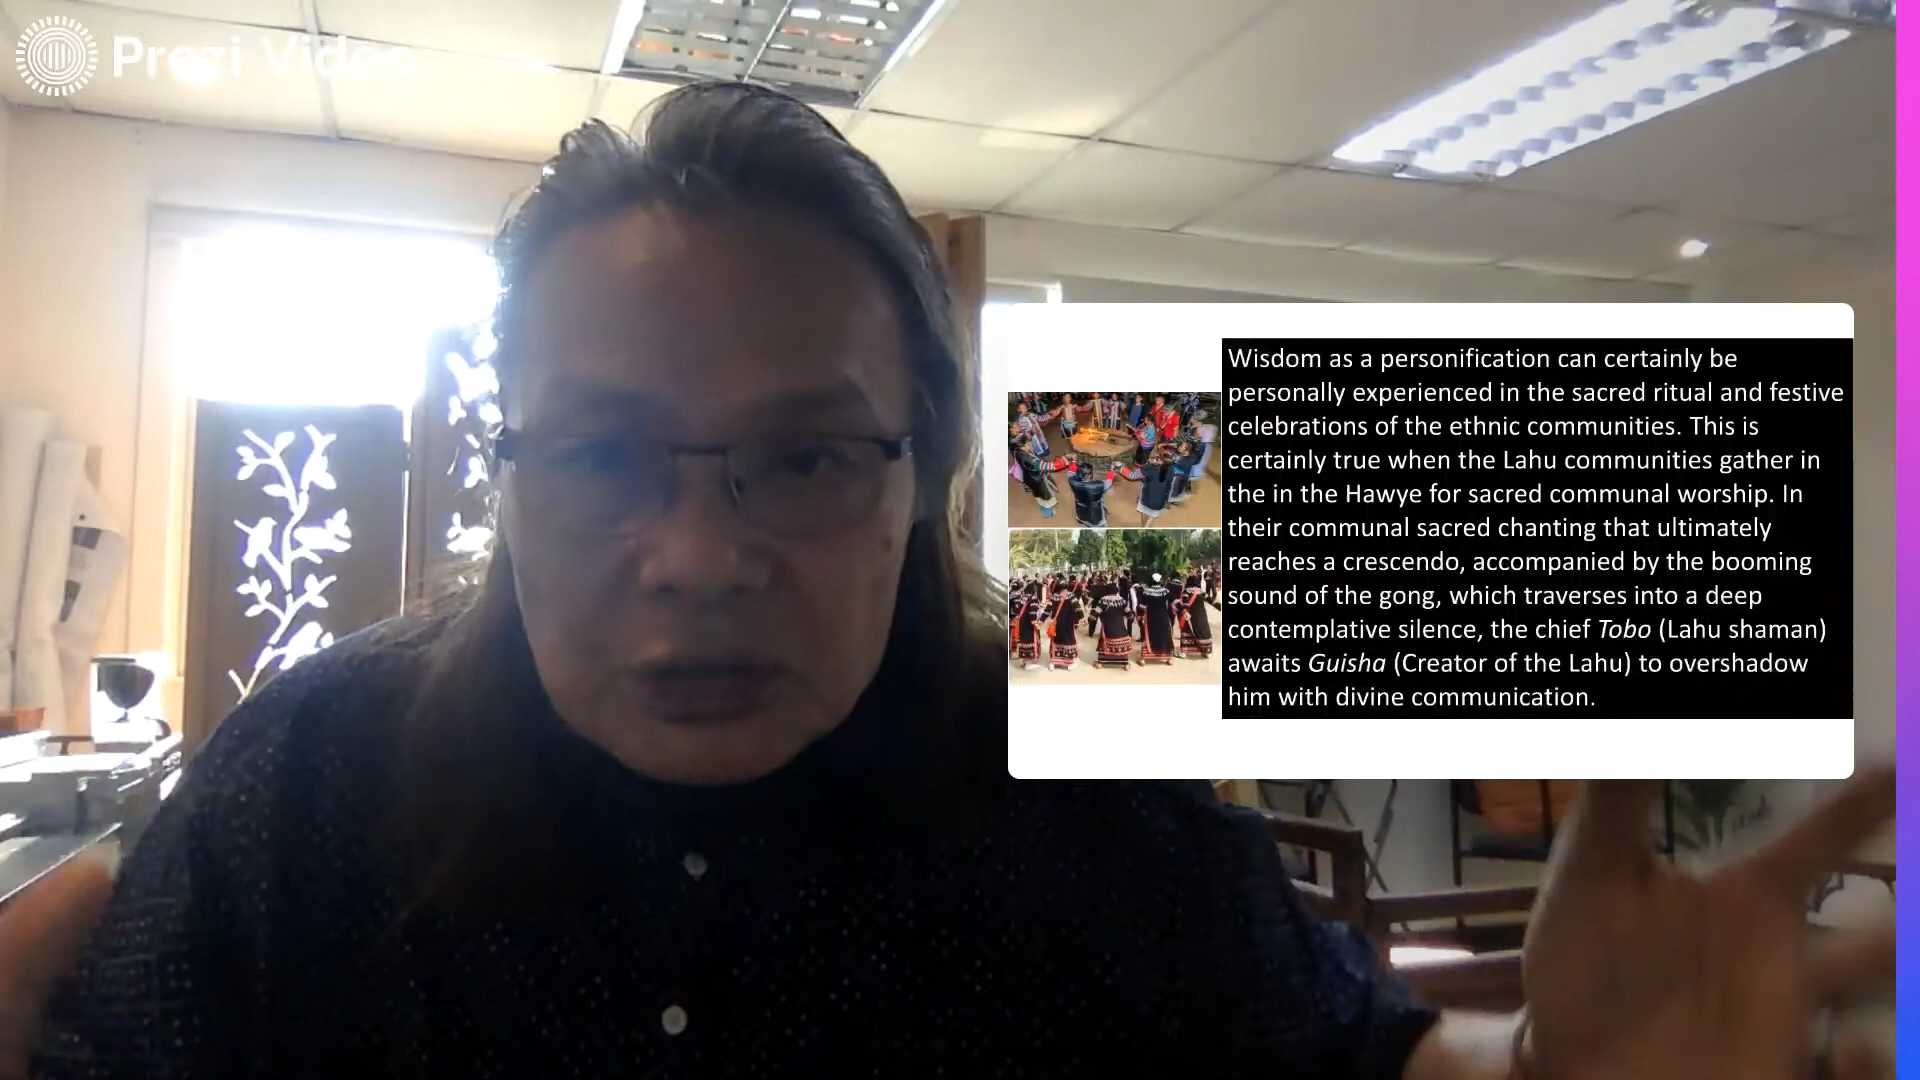 Prezi Video
Wisdom as a personification can certainly be
personally experienced in the sacred ritual and festive
celebrations of the ethnic communities. This is
certainly true when the Lahu communities gather in
the in the Hawye for sacred communal worship. In
their communal sacred chanting that ultimately
reaches a crescendo, accompanied by the booming
sound of the gong, which traverses into a deep
contemplative silence, the chief Tobo (Lahu shaman)
awaits Guisha (Creator of the Lahu) to overshadow
him with divine communication.